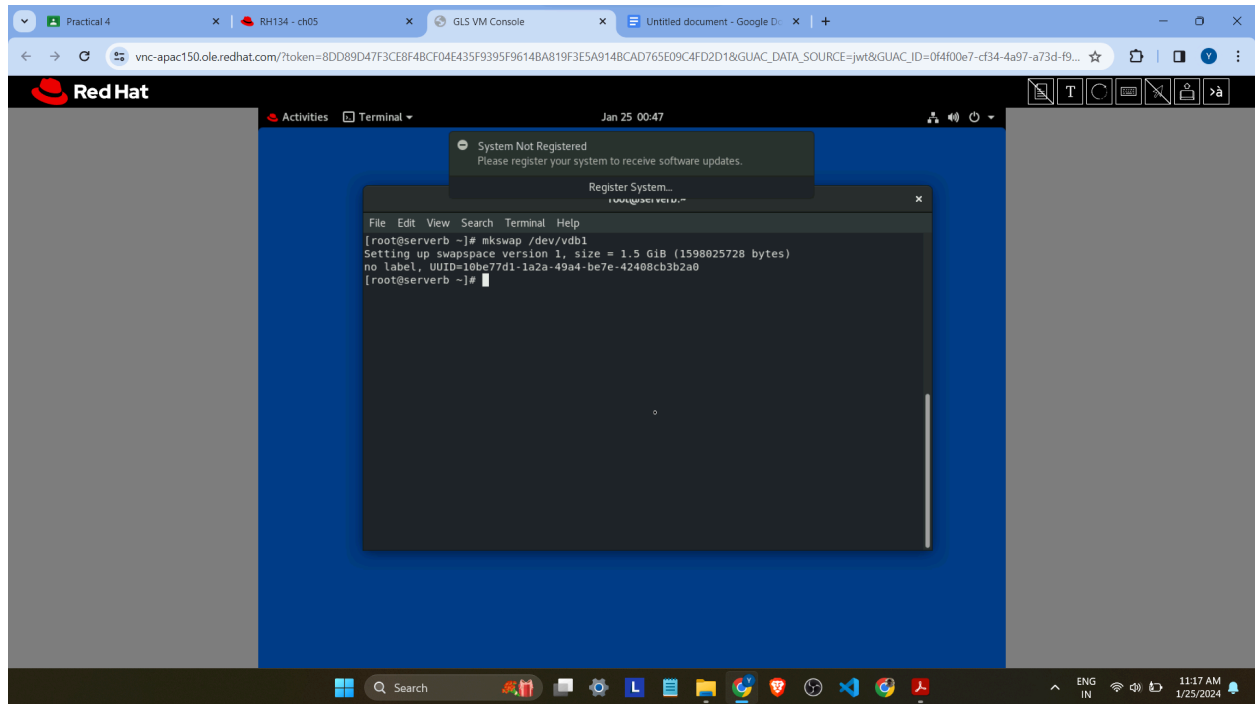 Practical 4
RH134 - ch05
GLS VM Console
Untitled document - Google Do
vnc-apac150.ole.redhat.com/?token=8DD89D47F3CE8F4BCF04E435F9395F9614BA819F3E5A914BCAD765E09C4FD2D1&GUAC_DATA_SOURCE=jwt&GUAC_ID=0f4f00e7-cf34-4a97-a73d-f9...
Y
Red Hat
T
>à
Activities Terminal Jan 25 00:47
System Not Registered
Please register your system to receive software updates.
Register System...
File Edit View Search Terminal Help
[root@serverb ~]# mkswap /dev/vdb1
Setting up swapspace version 1, size = 1.5 GiB (1598025728 bytes)
no label, UUID=10be77d1-1a2a-49a4-be7e-42408cb3b2a0
[root@serverb ~]#
Search
L
ENG
IN
11:17 AM
1/25/2024